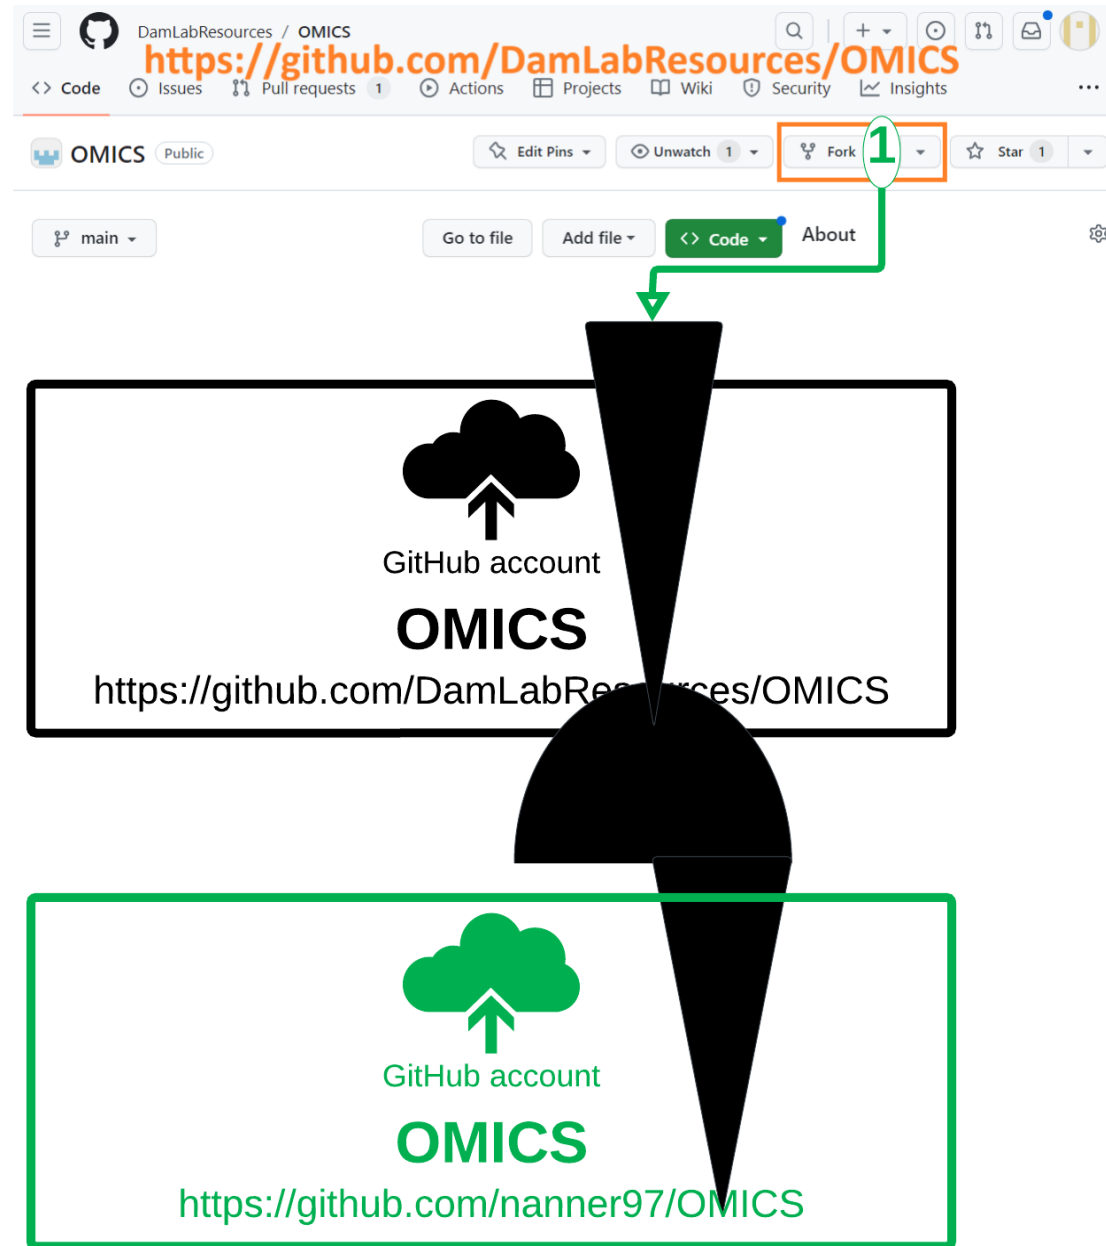 DamLabResources / OMICS
https://github.com/DamLabResources/OMICS
Code Issues Pull requests 1 Actions Projects Wiki Security Insights
OMICS Public Edit Pins Unwatch 1 Fork 1 Star 1
main Go to file Add file Code About
GitHub account
OMICS
https://github.com/DamLabResources/OMICS
GitHub account
OMICS
https://github.com/nanner97/OMICS